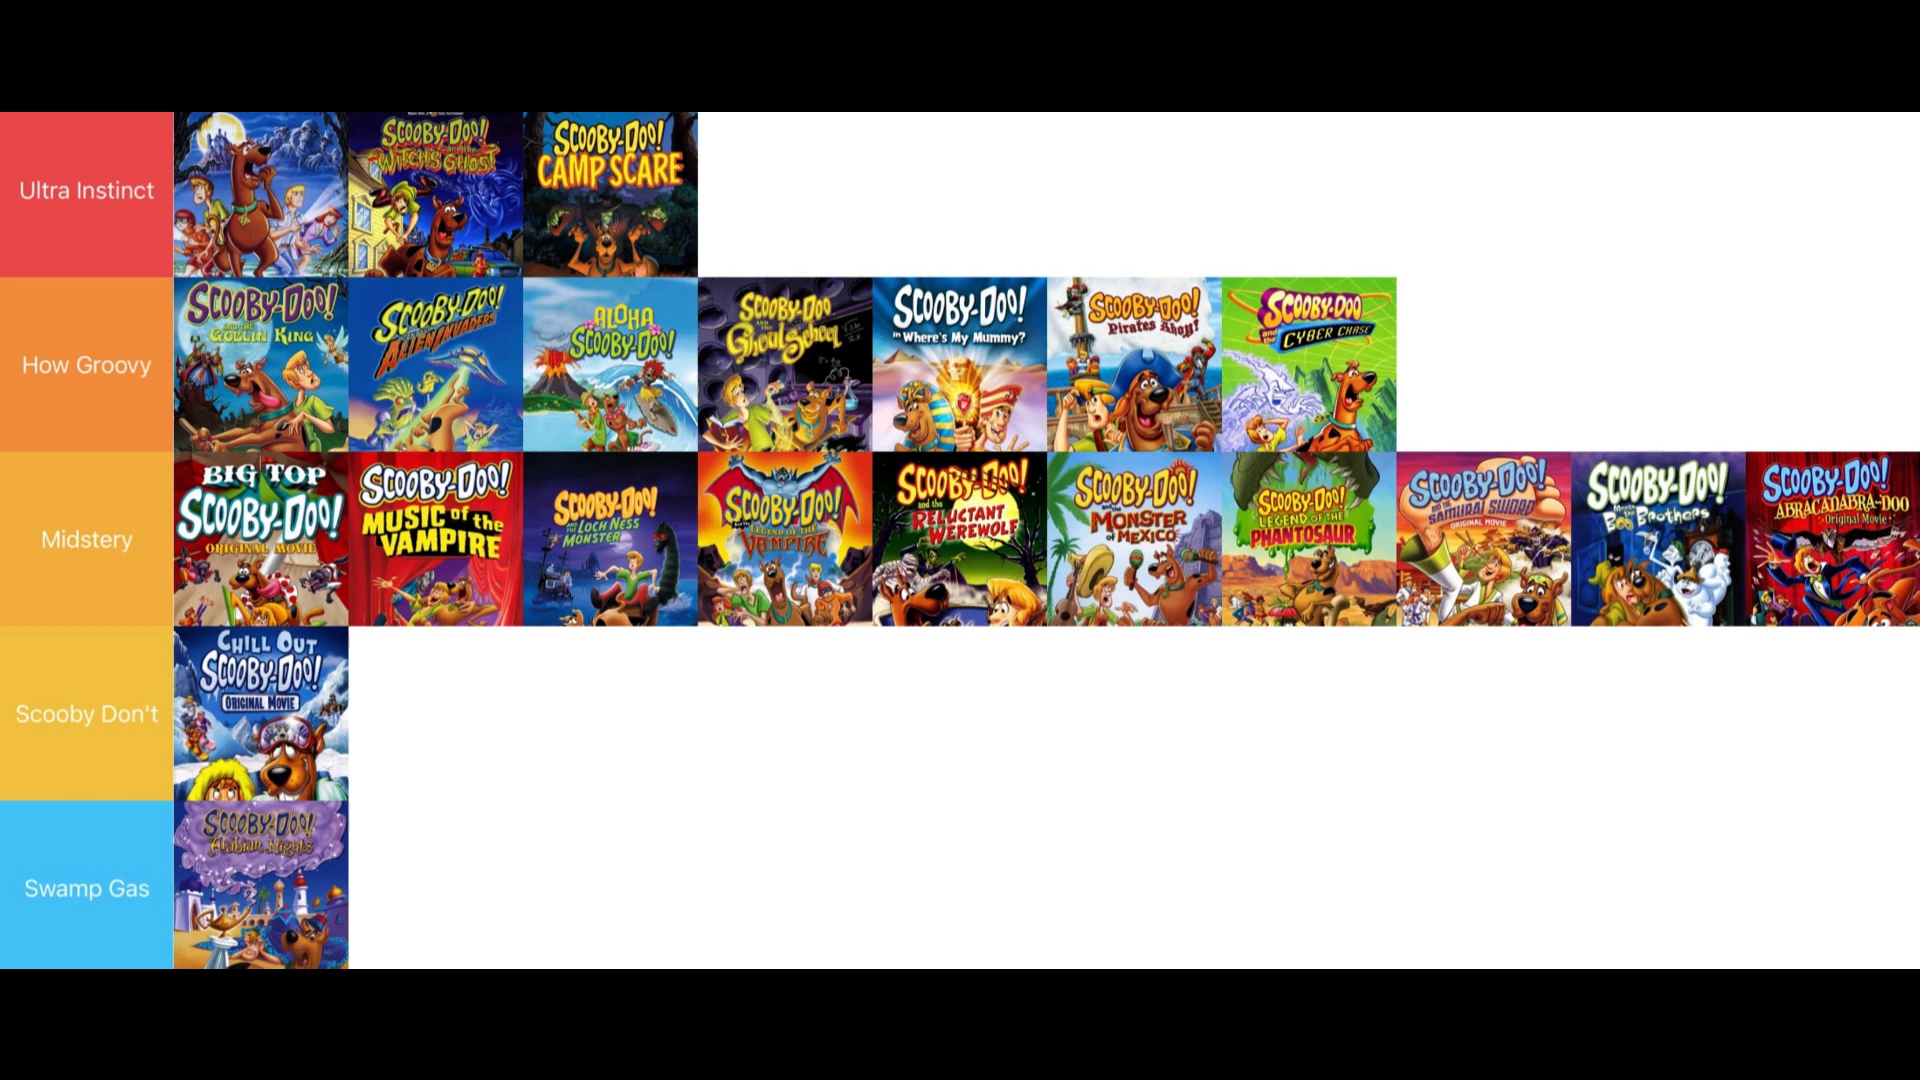 Ultra Instinct
SCOOBY-DOO!
and the
WITCH'S GHOST
SCOOBY-DOO!
CAMP SCARE
How Groovy
SCOOBY-DOO!
AND THE
GOBLIN KING
SCOOBY-DOO!
ALIEN INVADERS
ALOHA
SCOOBY-DOO!
SCOOBY-DOO
AND THE
Ghoul School
SCOOBY-DOO!
in Where's My Mummy?
SCOOBY-DOO!
Pirates Ahoy!
SCOOBY-DOO
and the CYBER CHASE
Midstery
BIG TOP
SCOOBY-DOO!
ORIGINAL MOVIE
SCOOBY-DOO!
MUSIC of the
VAMPIRE
SCOOBY-DOO!
AND THE LOCH NESS
MONSTER
SCOOBY-DOO!
And the LEGEND OF THE
VAMPIRE
SCOOBY-DOO!
and the
RELUCTANT
WEREWOLF
SCOOBY-DOO!
and the
MONSTER
of MEXICO
SCOOBY-DOO!
LEGEND OF THE
PHANTOSAUR
SCOOBY-DOO!
AND THE
SAMURAI SWORD
ORIGINAL MOVIE
SCOOBY-DOO!
Meets the
Boo Brothers
SCOOBY-DOO!
ABRACADABRA-DOO
Original Movie
Scooby Don't
CHILL OUT
SCOOBY-DOO!
ORIGINAL MOVIE
Swamp Gas
SCOOBY-DOO!
Arabian Nights